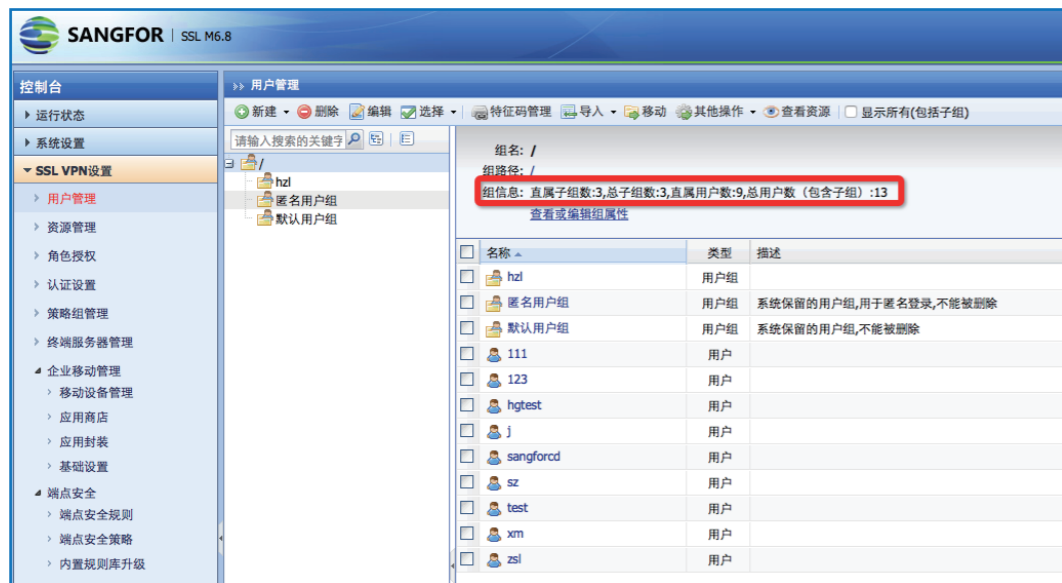 SANGFOR | SSL M6.8
控制台
运行状态
系统设置
SSL VPN设置
用户管理
资源管理
角色授权
认证设置
策略组管理
终端服务器管理
企业移动管理
移动设备管理
应用商店
应用封装
基础设置
端点安全
端点安全规则
端点安全策略
内置规则库升级
用户管理
新建 删除 编辑 选择 特征码管理 导入 移动 其他操作 查看资源 显示所有(包括子组)
请输入搜索的关键字
/
hzl
匿名用户组
默认用户组
组名: /
组路径: /
组信息: 直属子组数:3,总子组数:3,直属用户数:9,总用户数（包含子组）:13
查看或编辑组属性
名称 类型 描述
hzl 用户组
匿名用户组 用户组 系统保留的用户组,用于匿名登录,不能被删除
默认用户组 用户组 系统保留的用户组,不能被删除
111 用户
123 用户
hgtest 用户
j 用户
sangforcd 用户
sz 用户
test 用户
xm 用户
zsl 用户